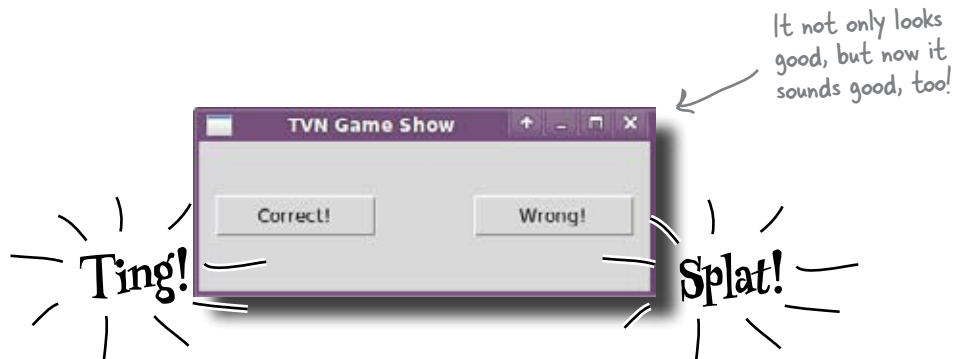 It not only looks
good, but now it
sounds good, too!
TVN Game Show
Correct!
Wrong!
Ting!
Splat!